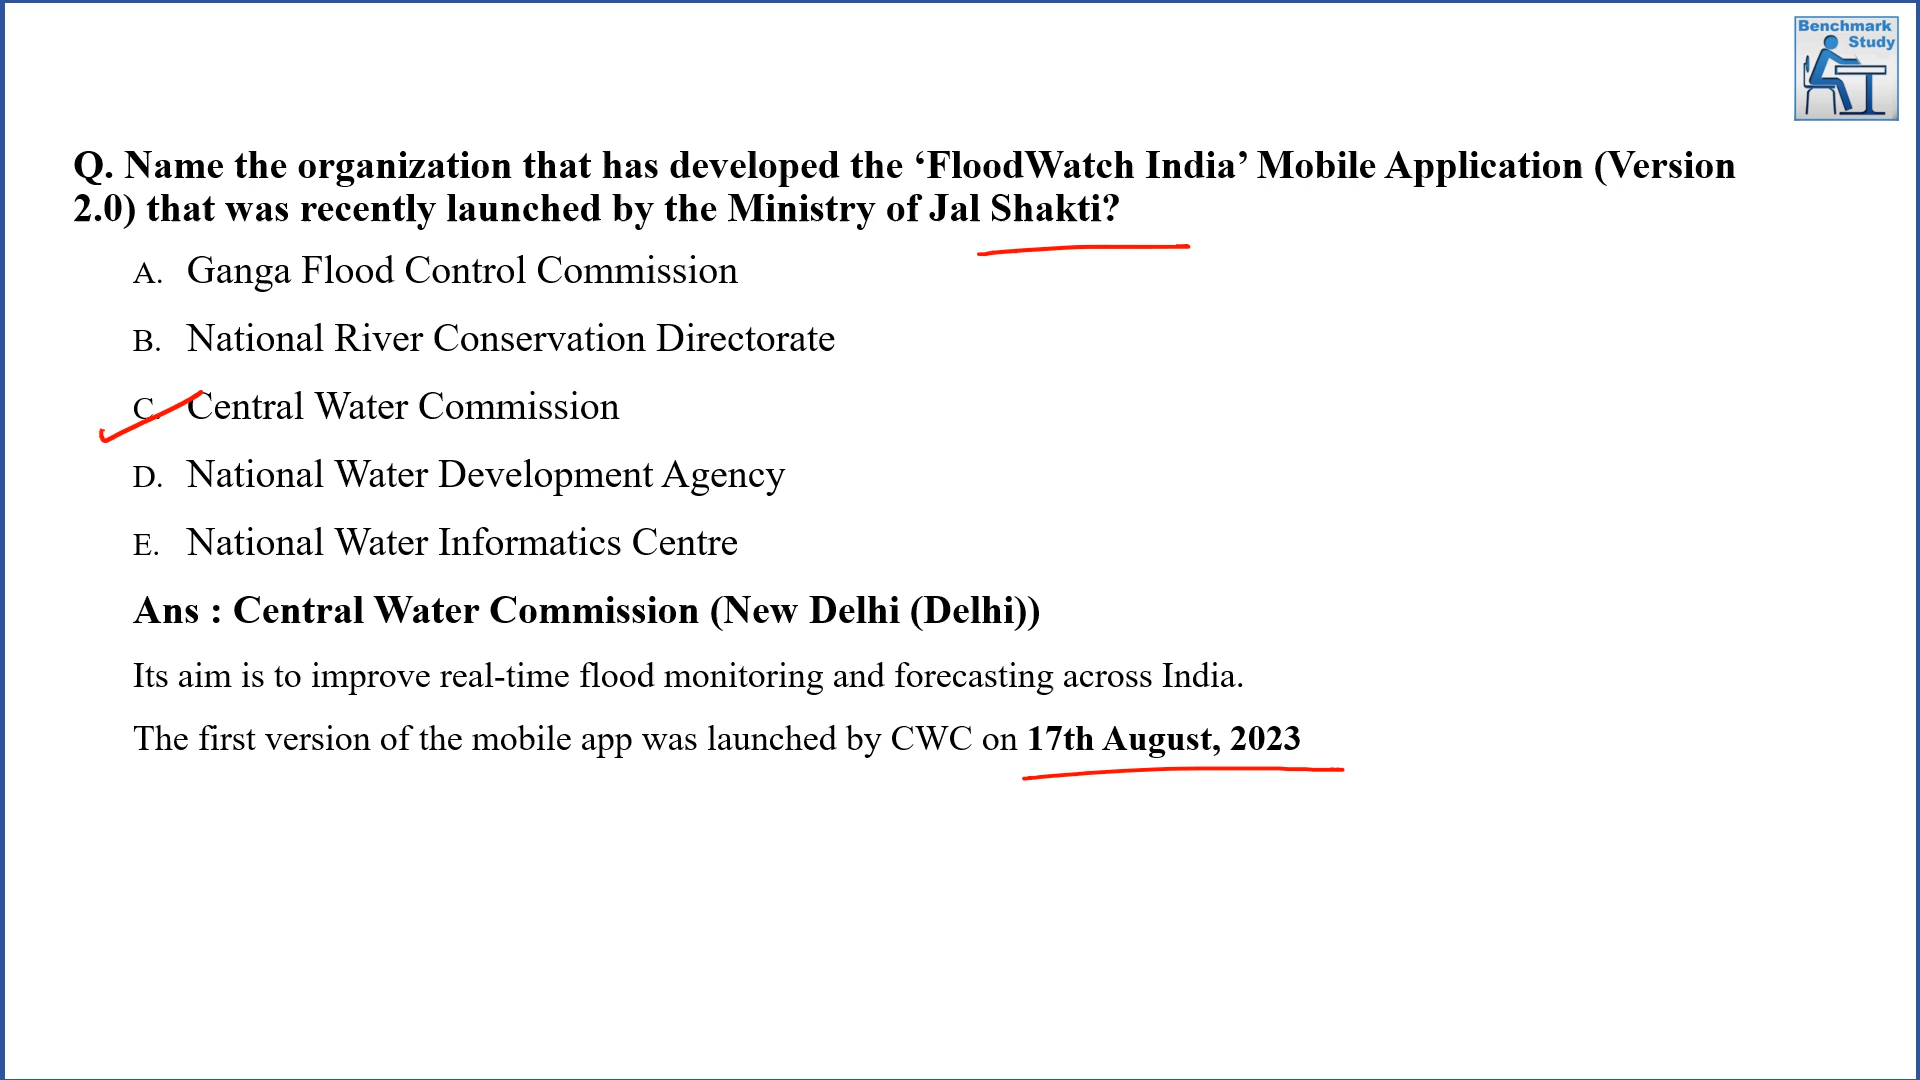 Benchmark
Study
Q. Name the organization that has developed the ‘FloodWatch India’ Mobile Application (Version
2.0) that was recently launched by the Ministry of Jal Shakti?
A. Ganga Flood Control Commission
B. National River Conservation Directorate
C. Central Water Commission
D. National Water Development Agency
E. National Water Informatics Centre
Ans : Central Water Commission (New Delhi (Delhi))
Its aim is to improve real-time flood monitoring and forecasting across India.
The first version of the mobile app was launched by CWC on 17th August, 2023